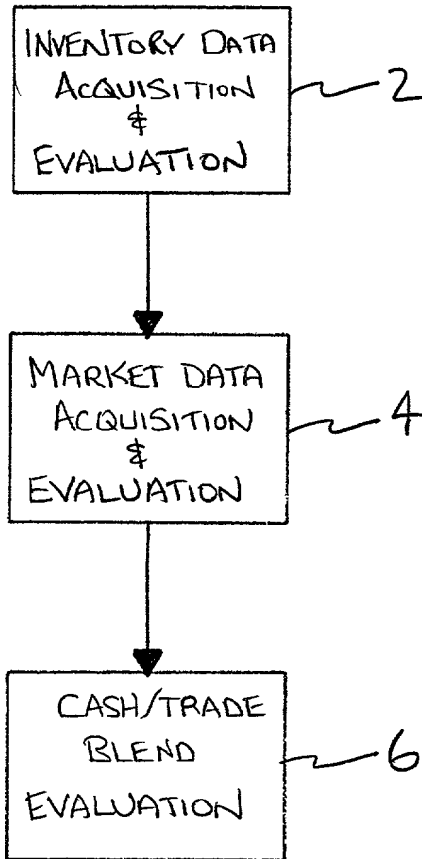 INVENTORY DATA
ACQUISITION
&
EVALUATION
2
MARKET DATA
ACQUISITION
&
EVALUATION
4
CASH/TRADE
BLEND
EVALUATION
6